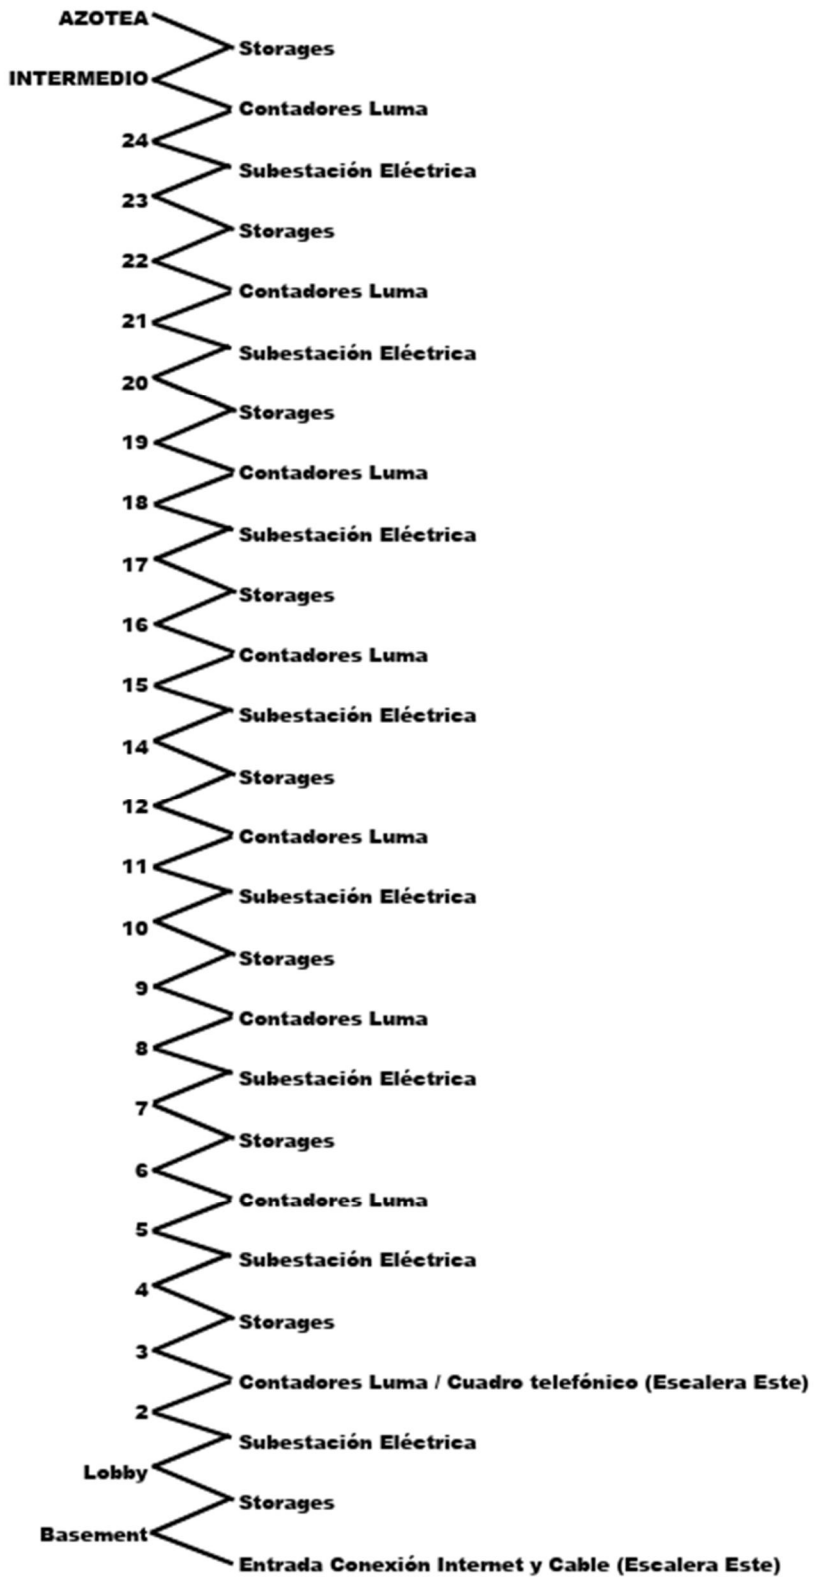 AZOTEA
Storages
INTERMEDIO
Contadores Luma
24
Subestación Eléctrica
23
Storages
22
Contadores Luma
21
Subestación Eléctrica
20
Storages
19
Contadores Luma
18
Subestación Eléctrica
17
Storages
16
Contadores Luma
15
Subestación Eléctrica
14
Storages
12
Contadores Luma
11
Subestación Eléctrica
10
Storages
9
Contadores Luma
8
Subestación Eléctrica
7
Storages
6
Contadores Luma
5
Subestación Eléctrica
4
Storages
3
Contadores Luma / Cuadro telefónico (Escalera Este)
2
Subestación Eléctrica
Lobby
Storages
Basement
Entrada Conexión Internet y Cable (Escalera Este)